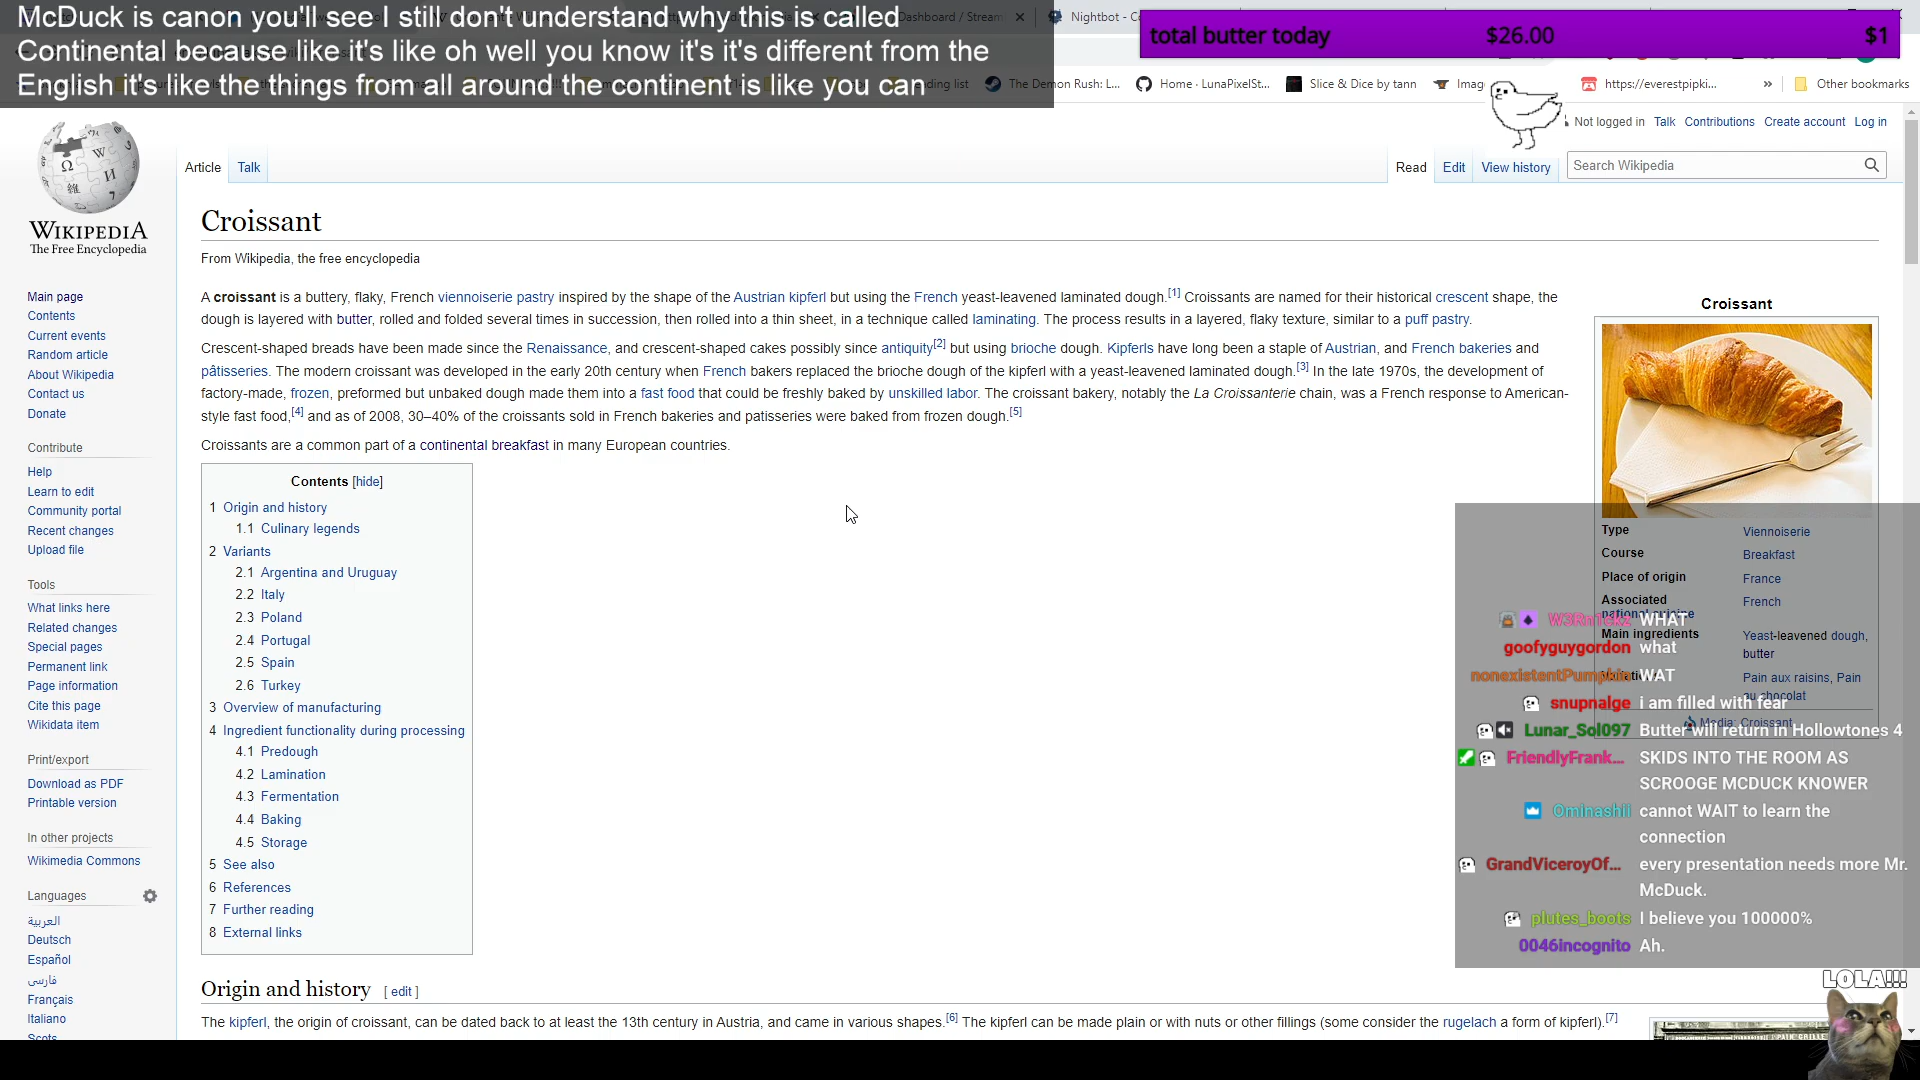 McDuck is canon you'll see I still don't understand why this is called
Continental because like it's like oh well you know it's it's different from the
English it's like the things from all around the continent is like you can
Dashboard / Stream
Nightbot - C
total butter today $26.00 $1
The Demon Rush: L...
Home · LunaPixelSt...
Slice & Dice by tann
Imag
https://everestpipki...
»
Other bookmarks
WIKIPEDIA
The Free Encyclopedia
Not logged in Talk Contributions Create account Log in
Article Talk
Read Edit View history Search Wikipedia
Croissant
From Wikipedia, the free encyclopedia
A croissant is a buttery, flaky, French viennoiserie pastry inspired by the shape of the Austrian kipferl but using the French yeast-leavened laminated dough.[1] Croissants are named for their historical crescent shape, the
dough is layered with butter, rolled and folded several times in succession, then rolled into a thin sheet, in a technique called laminating. The process results in a layered, flaky texture, similar to a puff pastry.
Crescent-shaped breads have been made since the Renaissance, and crescent-shaped cakes possibly since antiquity[2] but using brioche dough. Kipferls have long been a staple of Austrian, and French bakeries and
pâtisseries. The modern croissant was developed in the early 20th century when French bakers replaced the brioche dough of the kipferl with a yeast-leavened laminated dough.[3] In the late 1970s, the development of
factory-made, frozen, preformed but unbaked dough made them into a fast food that could be freshly baked by unskilled labor. The croissant bakery, notably the La Croissanterie chain, was a French response to American-
style fast food,[4] and as of 2008, 30–40% of the croissants sold in French bakeries and patisseries were baked from frozen dough.[5]
Croissants are a common part of a continental breakfast in many European countries.
Main page
Contents
Current events
Random article
About Wikipedia
Contact us
Donate
Contribute
Help
Learn to edit
Community portal
Recent changes
Upload file
Tools
What links here
Related changes
Special pages
Permanent link
Page information
Cite this page
Wikidata item
Print/export
Download as PDF
Printable version
In other projects
Wikimedia Commons
Languages
العربية
Deutsch
Español
فارسی
Français
Italiano
Scots
Contents [hide]
1 Origin and history
1.1 Culinary legends
2 Variants
2.1 Argentina and Uruguay
2.2 Italy
2.3 Poland
2.4 Portugal
2.5 Spain
2.6 Turkey
3 Overview of manufacturing
4 Ingredient functionality during processing
4.1 Predough
4.2 Lamination
4.3 Fermentation
4.4 Baking
4.5 Storage
5 See also
6 References
7 Further reading
8 External links
Origin and history [ edit ]
The kipferl, the origin of croissant, can be dated back to at least the 13th century in Austria, and came in various shapes.[6] The kipferl can be made plain or with nuts or other fillings (some consider the rugelach a form of kipferl).[7]
Croissant
Type Viennoiserie
Course Breakfast
Place of origin France
Associated French
national cuisine
Main ingredients Yeast-leavened dough,
butter
Pain aux raisins, Pain
au chocolat
Media: Croissant
WHAT
goofyguygordon what
nonexistentPumpkin WAT
snupnalge i am filled with fear
Lunar_Sol097 Butter will return in Hollowtones 4
FriendlyFrank... SKIDS INTO THE ROOM AS
SCROOGE MCDUCK KNOWER
Ominashii cannot WAIT to learn the
connection
GrandViceroyOf... every presentation needs more Mr.
McDuck.
plutes_boots I believe you 100000%
0046incognito Ah.
LOLA!!!